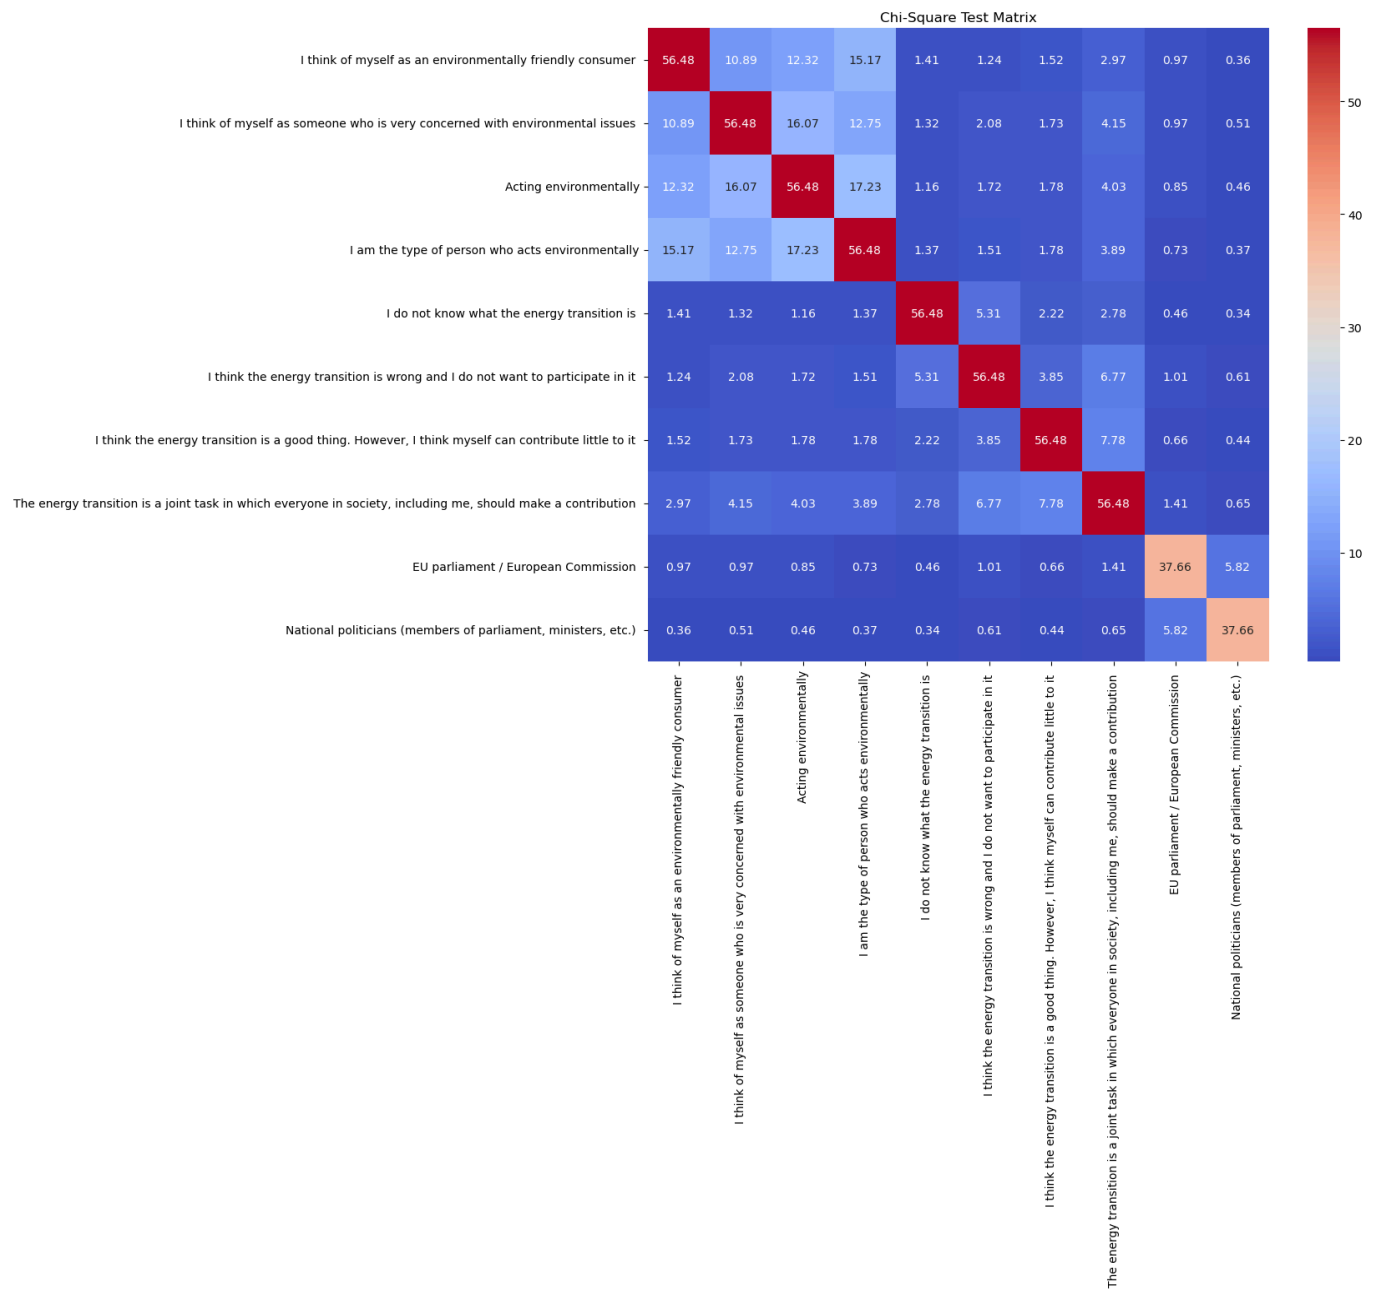 Chi-Square Test Matrix
I think of myself as an environmentally friendly consumer 56.48 10.89 12.32 15.17 1.41 1.24 1.52 2.97 0.97 0.36
I think of myself as someone who is very concerned with environmental issues 10.89 56.48 16.07 12.75 1.32 2.08 1.73 4.15 0.97 0.51
Acting environmentally 12.32 16.07 56.48 17.23 1.16 1.72 1.78 4.03 0.85 0.46
I am the type of person who acts environmentally 15.17 12.75 17.23 56.48 1.37 1.51 1.78 3.89 0.73 0.37
I do not know what the energy transition is 1.41 1.32 1.16 1.37 56.48 5.31 2.22 2.78 0.46 0.34
I think the energy transition is wrong and I do not want to participate in it 1.24 2.08 1.72 1.51 5.31 56.48 3.85 6.77 1.01 0.61
I think the energy transition is a good thing. However, I think myself can contribute little to it 1.52 1.73 1.78 1.78 2.22 3.85 56.48 7.78 0.66 0.44
The energy transition is a joint task in which everyone in society, including me, should make a contribution 2.97 4.15 4.03 3.89 2.78 6.77 7.78 56.48 1.41 0.65
EU parliament / European Commission 0.97 0.97 0.85 0.73 0.46 1.01 0.66 1.41 37.66 5.82
National politicians (members of parliament, ministers, etc.) 0.36 0.51 0.46 0.37 0.34 0.61 0.44 0.65 5.82 37.66
I think of myself as an environmentally friendly consumer
I think of myself as someone who is very concerned with environmental issues
Acting environmentally
I am the type of person who acts environmentally
I do not know what the energy transition is
I think the energy transition is wrong and I do not want to participate in it
I think the energy transition is a good thing. However, I think myself can contribute little to it
The energy transition is a joint task in which everyone in society, including me, should make a contribution
EU parliament / European Commission
National politicians (members of parliament, ministers, etc.)
50
40
30
20
10